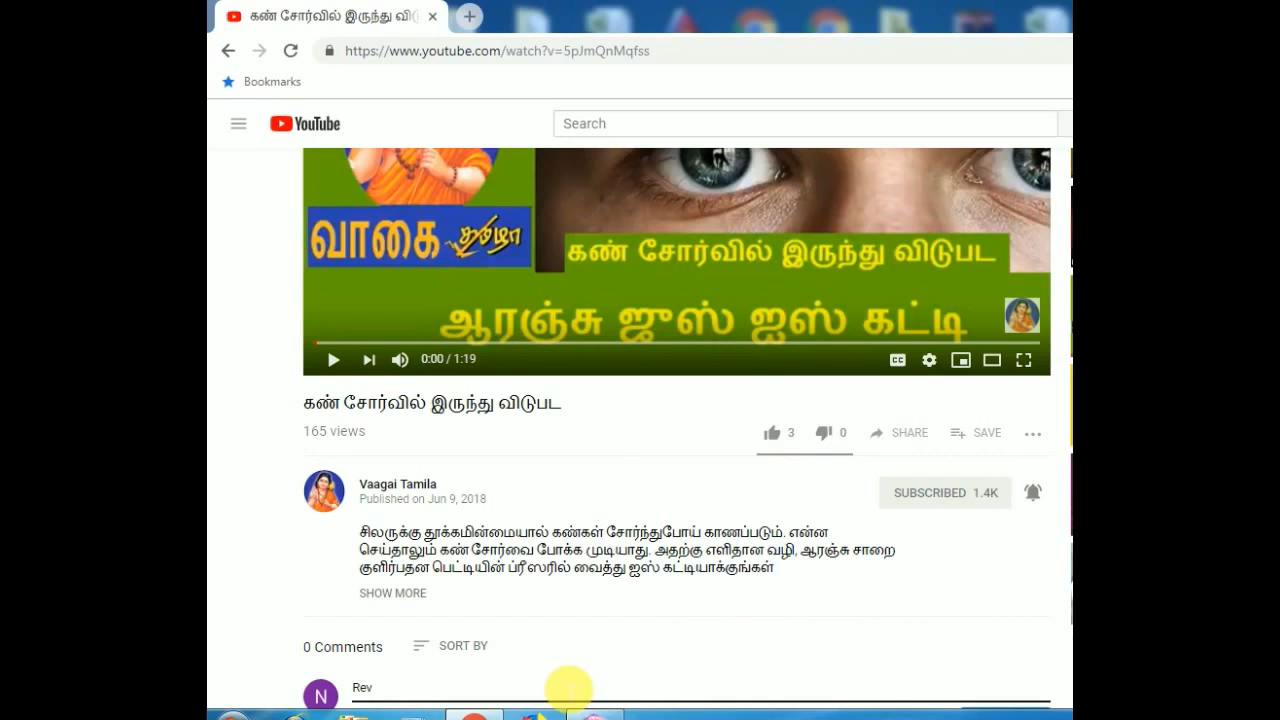 கண் சோர்வில் இருந்து வி
https://www.youtube.com/watch?v=5pJmQnMqfss
Bookmarks
YouTube
Search
வாகை தமிழா
கண் சோர்வில் இருந்து விடுபட
ஆரஞ்சு ஜுஸ் ஐஸ் கட்டி
0:00 / 1:19
CC
கண் சோர்வில் இருந்து விடுபட
165 views
3
0
SHARE
SAVE
Vaagai Tamila
Published on Jun 9, 2018
SUBSCRIBED 1.4K
சிலருக்கு தூக்கமின்மையால் கண்கள் சோர்ந்துபோய் காணப்படும். என்ன
செய்தாலும் கண் சோர்வை போக்க முடியாது. அதற்கு எளிதான வழி, ஆரஞ்சு சாறை
குளிர்பதன பெட்டியின் ப்ரீஸரில் வைத்து ஐஸ் கட்டியாக்குங்கள்
SHOW MORE
0 Comments
SORT BY
N
Rev